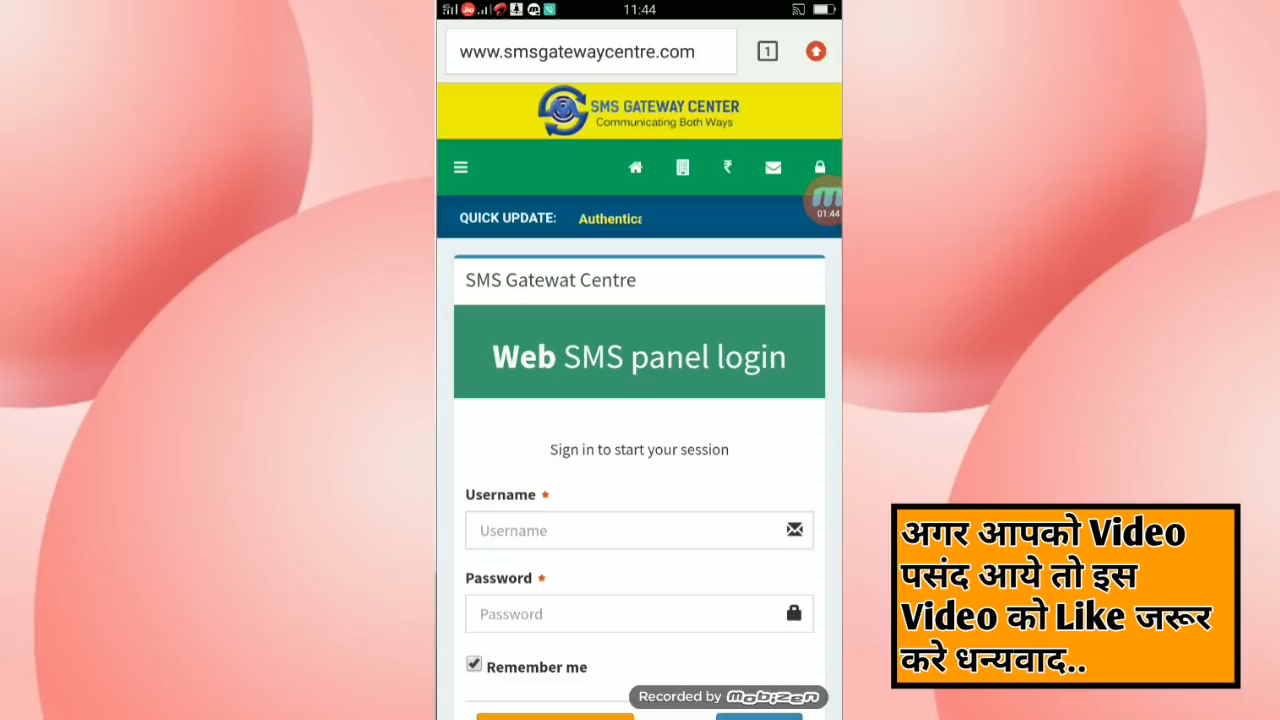 11:44
www.smsgatewaycentre.com
1
SMS GATEWAY CENTER
Communicating Both Ways
₹
01:44
QUICK UPDATE: Authentica
SMS Gatewat Centre
Web SMS panel login
Sign in to start your session
Username *
Username
Password *
Password
Remember me
Recorded by mobizen
अगर आपको Video
पसंद आये तो इस
Video को Like जरूर
करे धन्यवाद..